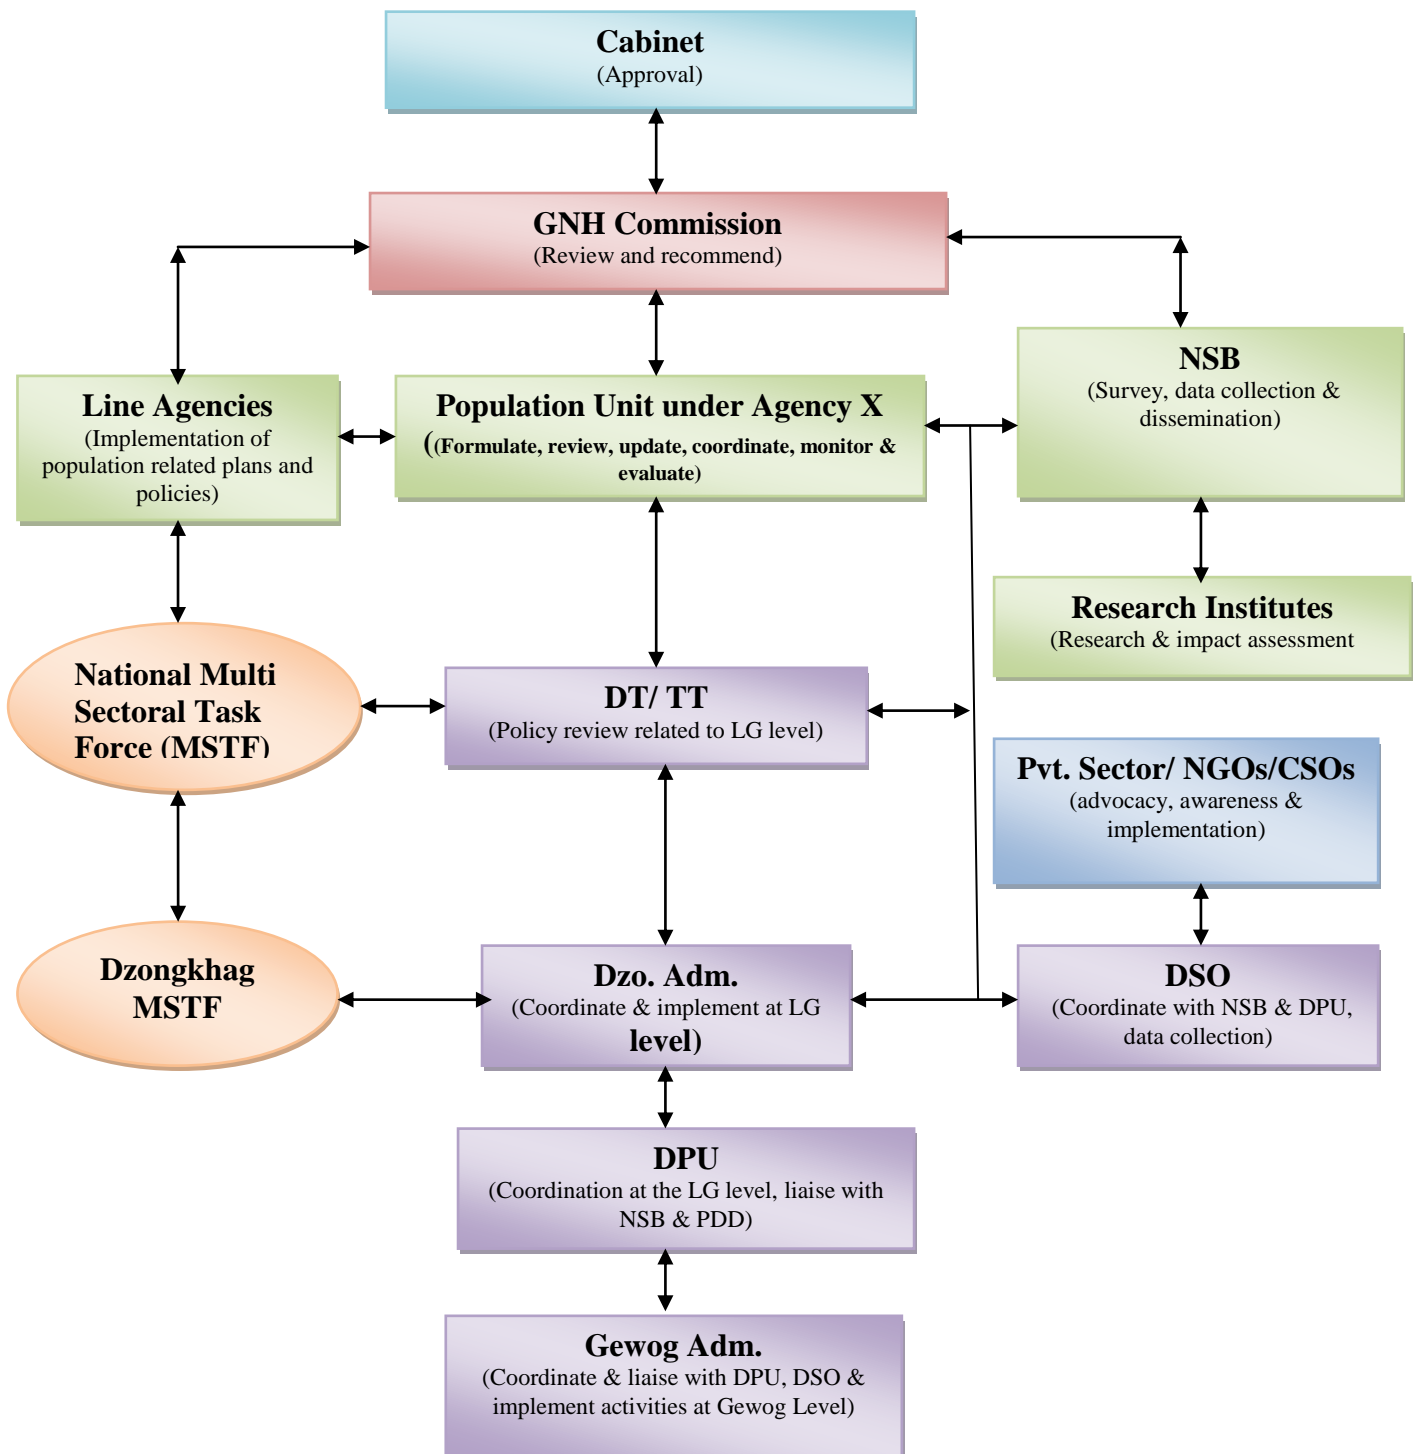 Cabinet
(Approval)
GNH Commission
(Review and recommend)
Line Agencies
(Implementation of
population related plans and
policies)
Population Unit under Agency X
((Formulate, review, update, coordinate, monitor &
evaluate)
NSB
(Survey, data collection &
dissemination)
Research Institutes
(Research & impact assessment
National Multi
Sectoral Task
Force (MSTF)
DT/ TT
(Policy review related to LG level)
Pvt. Sector/ NGOs/CSOs
(advocacy, awareness &
implementation)
Dzongkhag
MSTF
Dzo. Adm.
(Coordinate & implement at LG
level)
DSO
(Coordinate with NSB & DPU,
data collection)
DPU
(Coordination at the LG level, liaise with
NSB & PDD)
Gewog Adm.
(Coordinate & liaise with DPU, DSO &
implement activities at Gewog Level)